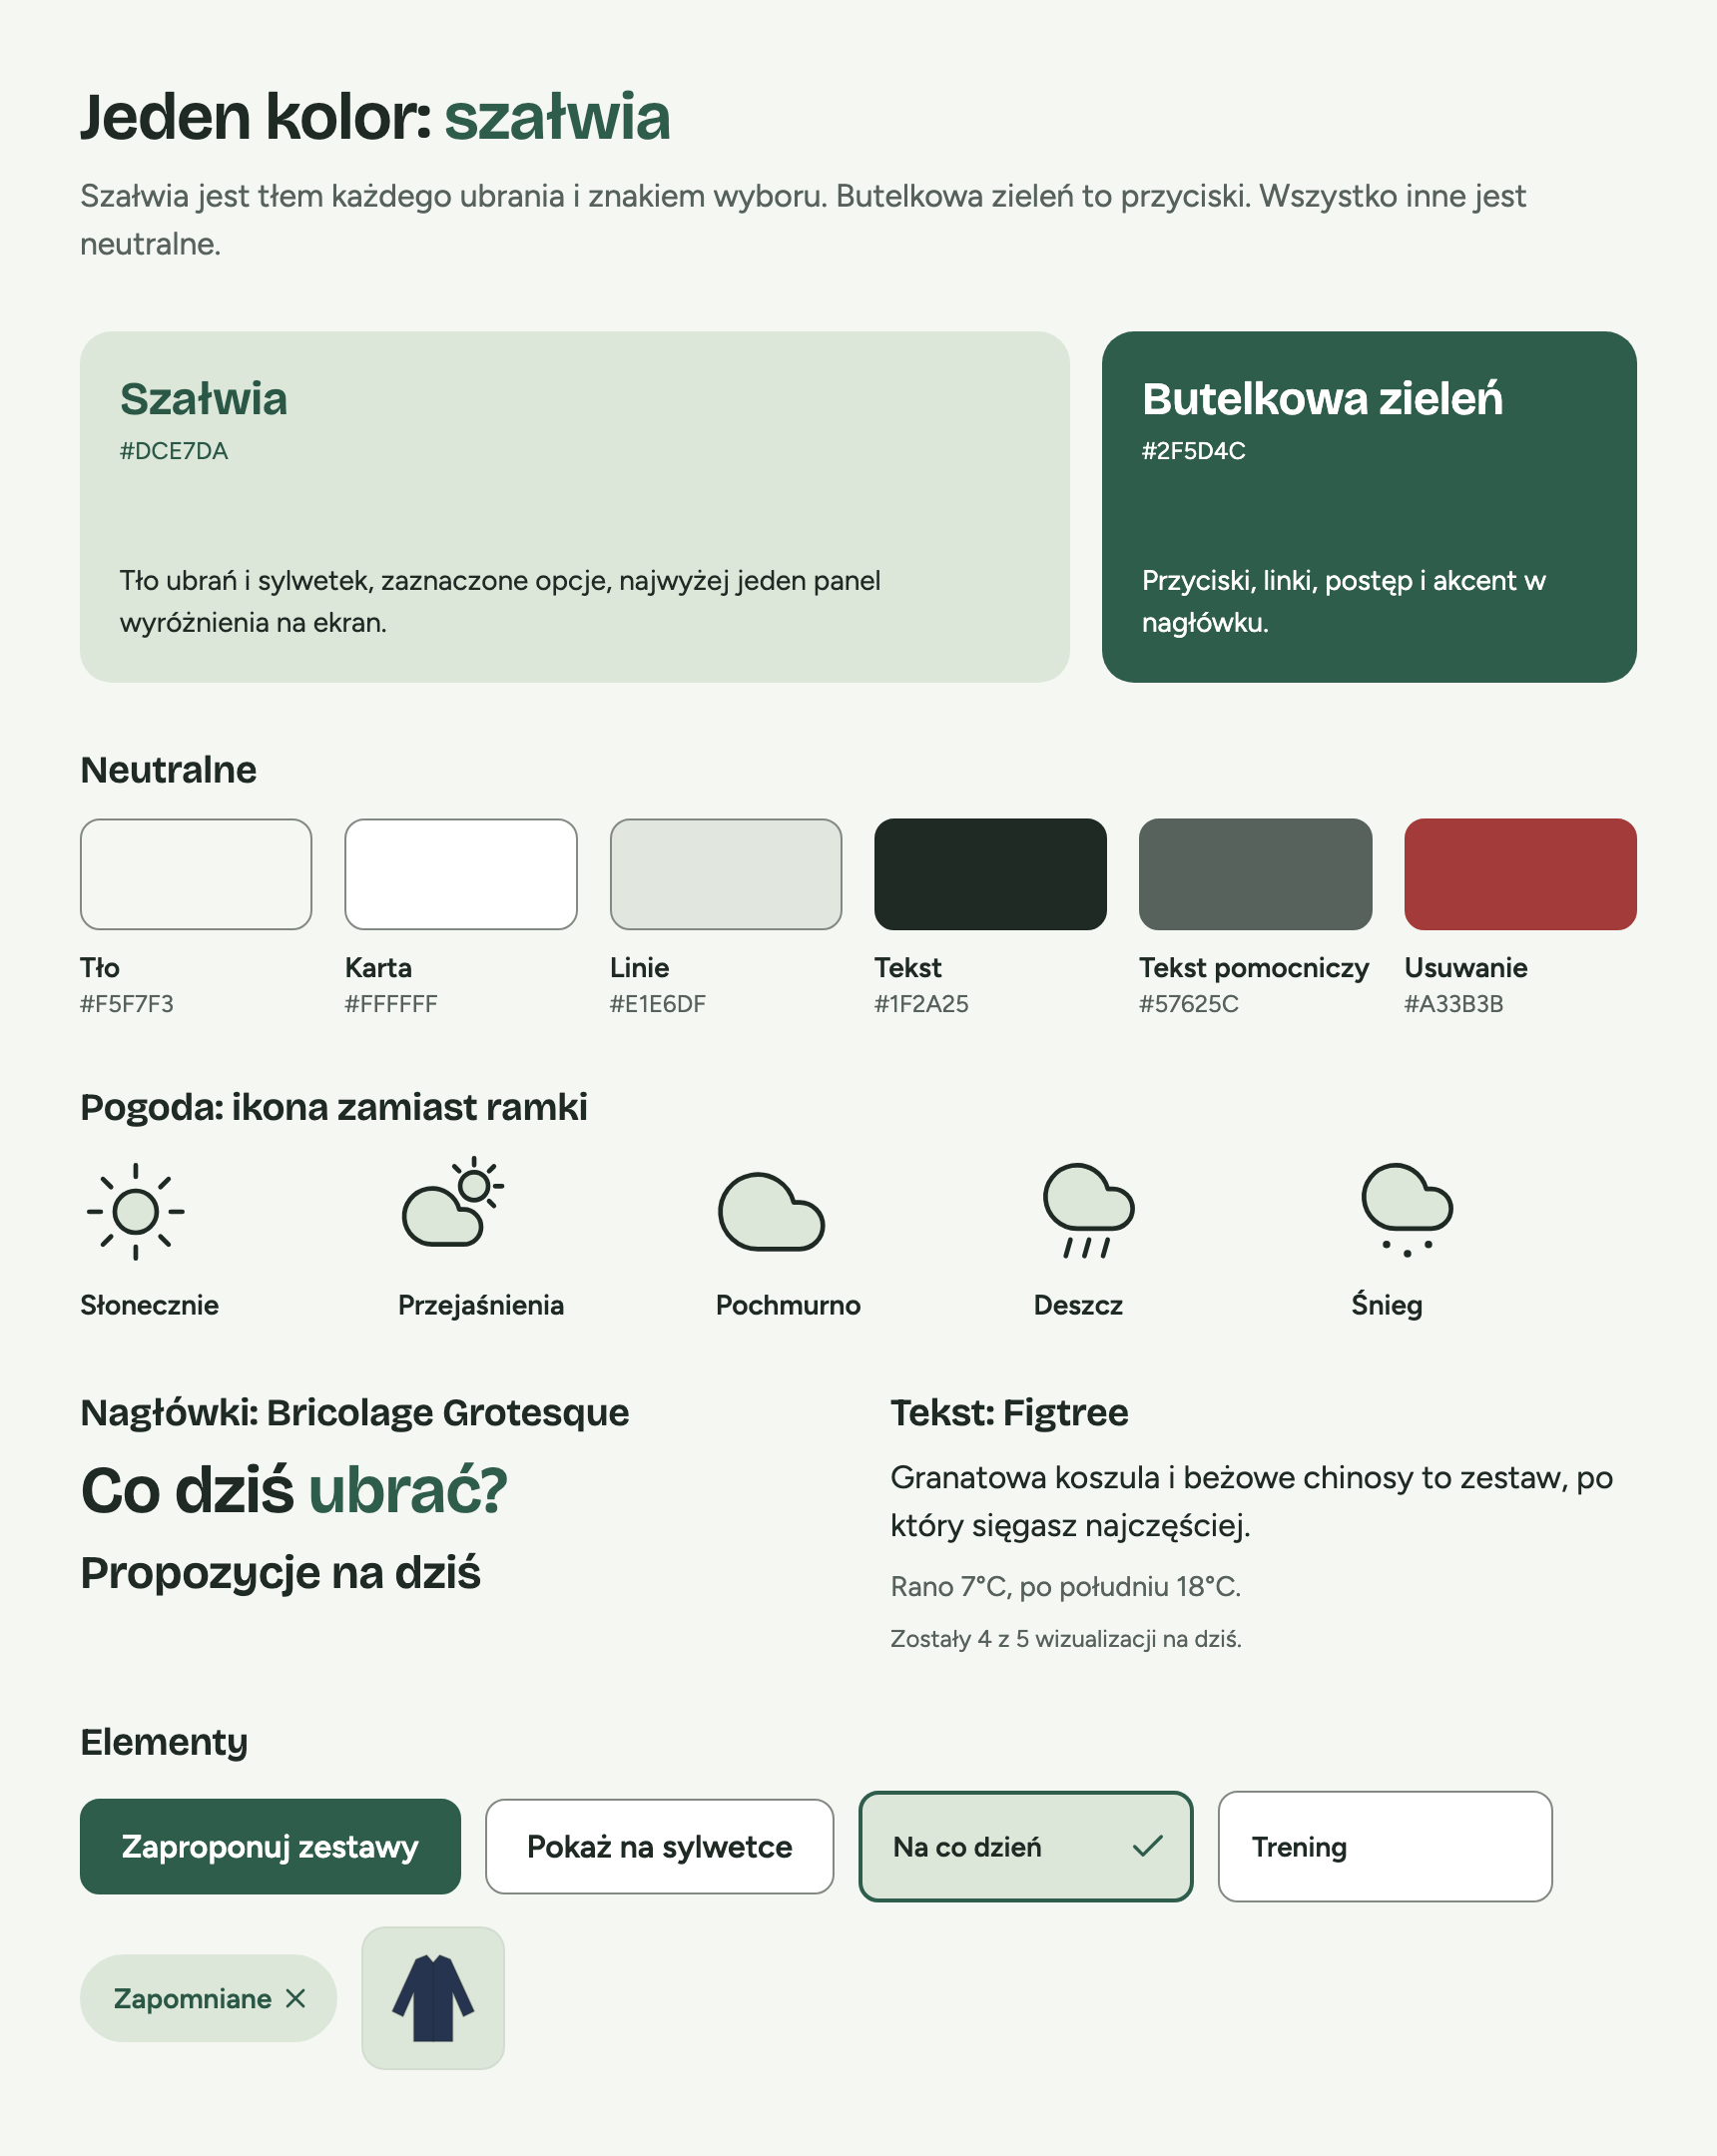 Jeden kolor: szałwia
Szałwia jest tłem każdego ubrania i znakiem wyboru. Butelkowa zieleń to przyciski. Wszystko inne jest
neutralne.
Szałwia
#DCE7DA
Tło ubrań i sylwetek, zaznaczone opcje, najwyżej jeden panel
wyróżnienia na ekran.
Butelkowa zieleń
#2F5D4C
Przyciski, linki, postęp i akcent w
nagłówku.
Neutralne
Tło
#F5F7F3
Karta
#FFFFFF
Linie
#E1E6DF
Tekst
#1F2A25
Tekst pomocniczy
#57625C
Usuwanie
#A33B3B
Pogoda: ikona zamiast ramki
Słonecznie
Przejaśnienia
Pochmurno
Deszcz
Śnieg
Nagłówki: Bricolage Grotesque
Co dziś ubrać?
Propozycje na dziś
Tekst: Figtree
Granatowa koszula i beżowe chinosy to zestaw, po
który sięgasz najczęściej.
Rano 7°C, po południu 18°C.
Zostały 4 z 5 wizualizacji na dziś.
Elementy
Zaproponuj zestawy
Pokaż na sylwetce
Na co dzień
Trening
Zapomniane